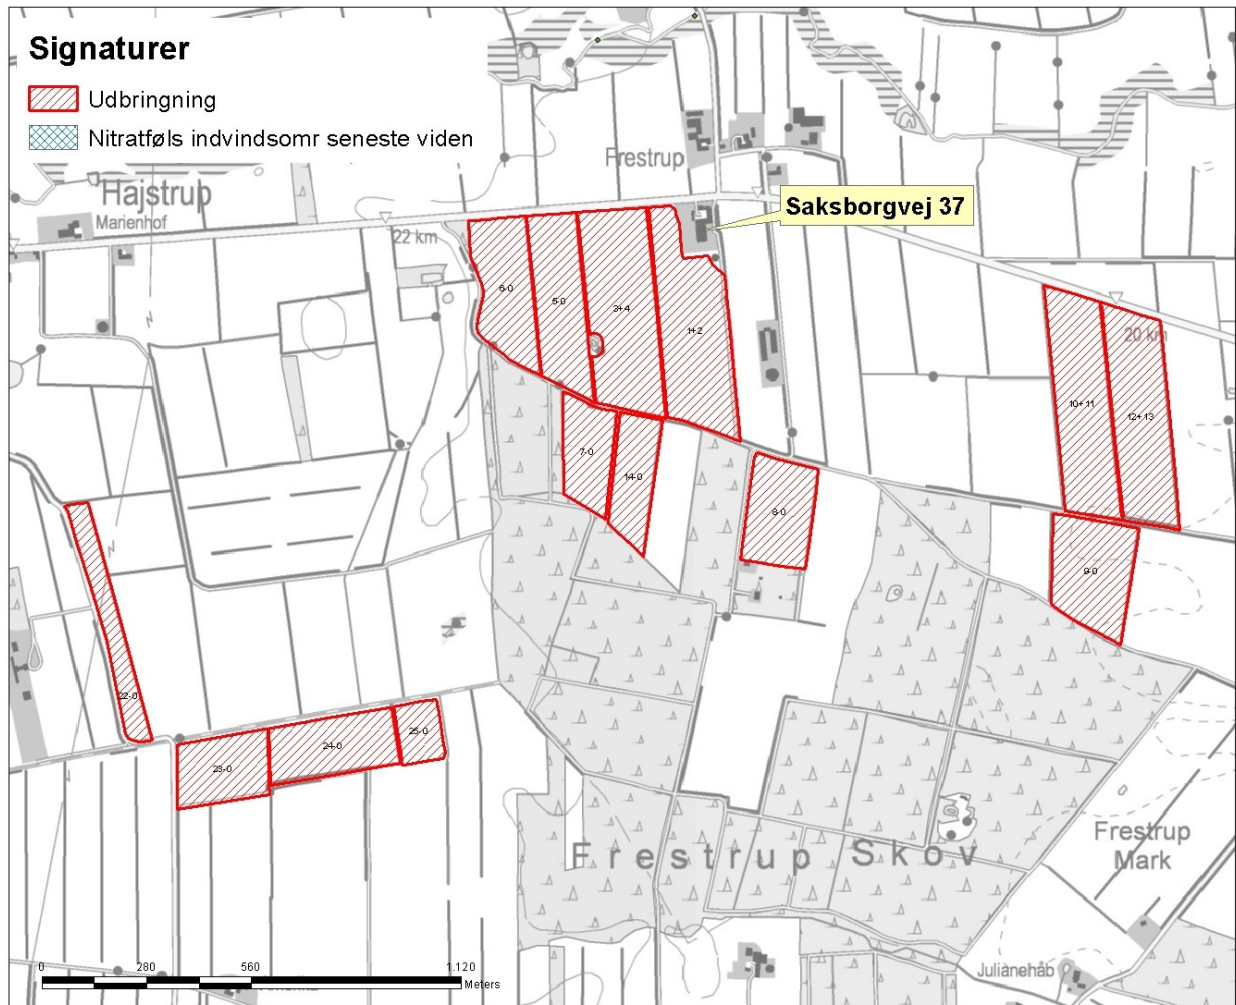 Signaturer
Udbringning
Nitratføls indvindsomr seneste viden
Hajstrup
Marienhof
Frestrup
Saksborgvej 37
22 km
20 km
6-0
5-0
3+4
1+2
10+11
12+13
7-0
14-0
8-0
9-0
22-0
23-0
24-0
25-0
Frestrup Skov
Frestrup
Mark
Julianehåb
0
280
560
1.120
Meters